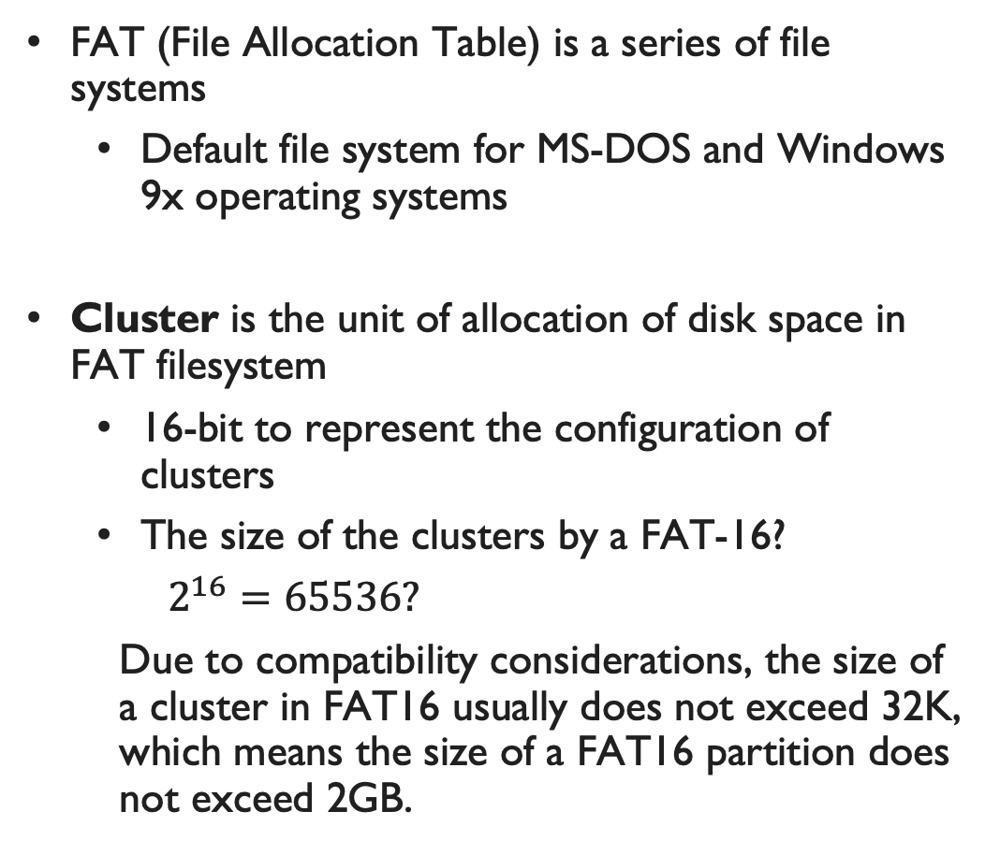 • FAT (File Allocation Table) is a series of file
systems
• Default file system for MS-DOS and Windows
9x operating systems
• Cluster is the unit of allocation of disk space in
FAT filesystem
• 16-bit to represent the configuration of
clusters
• The size of the clusters by a FAT-16?
2¹⁶ = 65536?
Due to compatibility considerations, the size of
a cluster in FAT16 usually does not exceed 32K,
which means the size of a FAT16 partition does
not exceed 2GB.